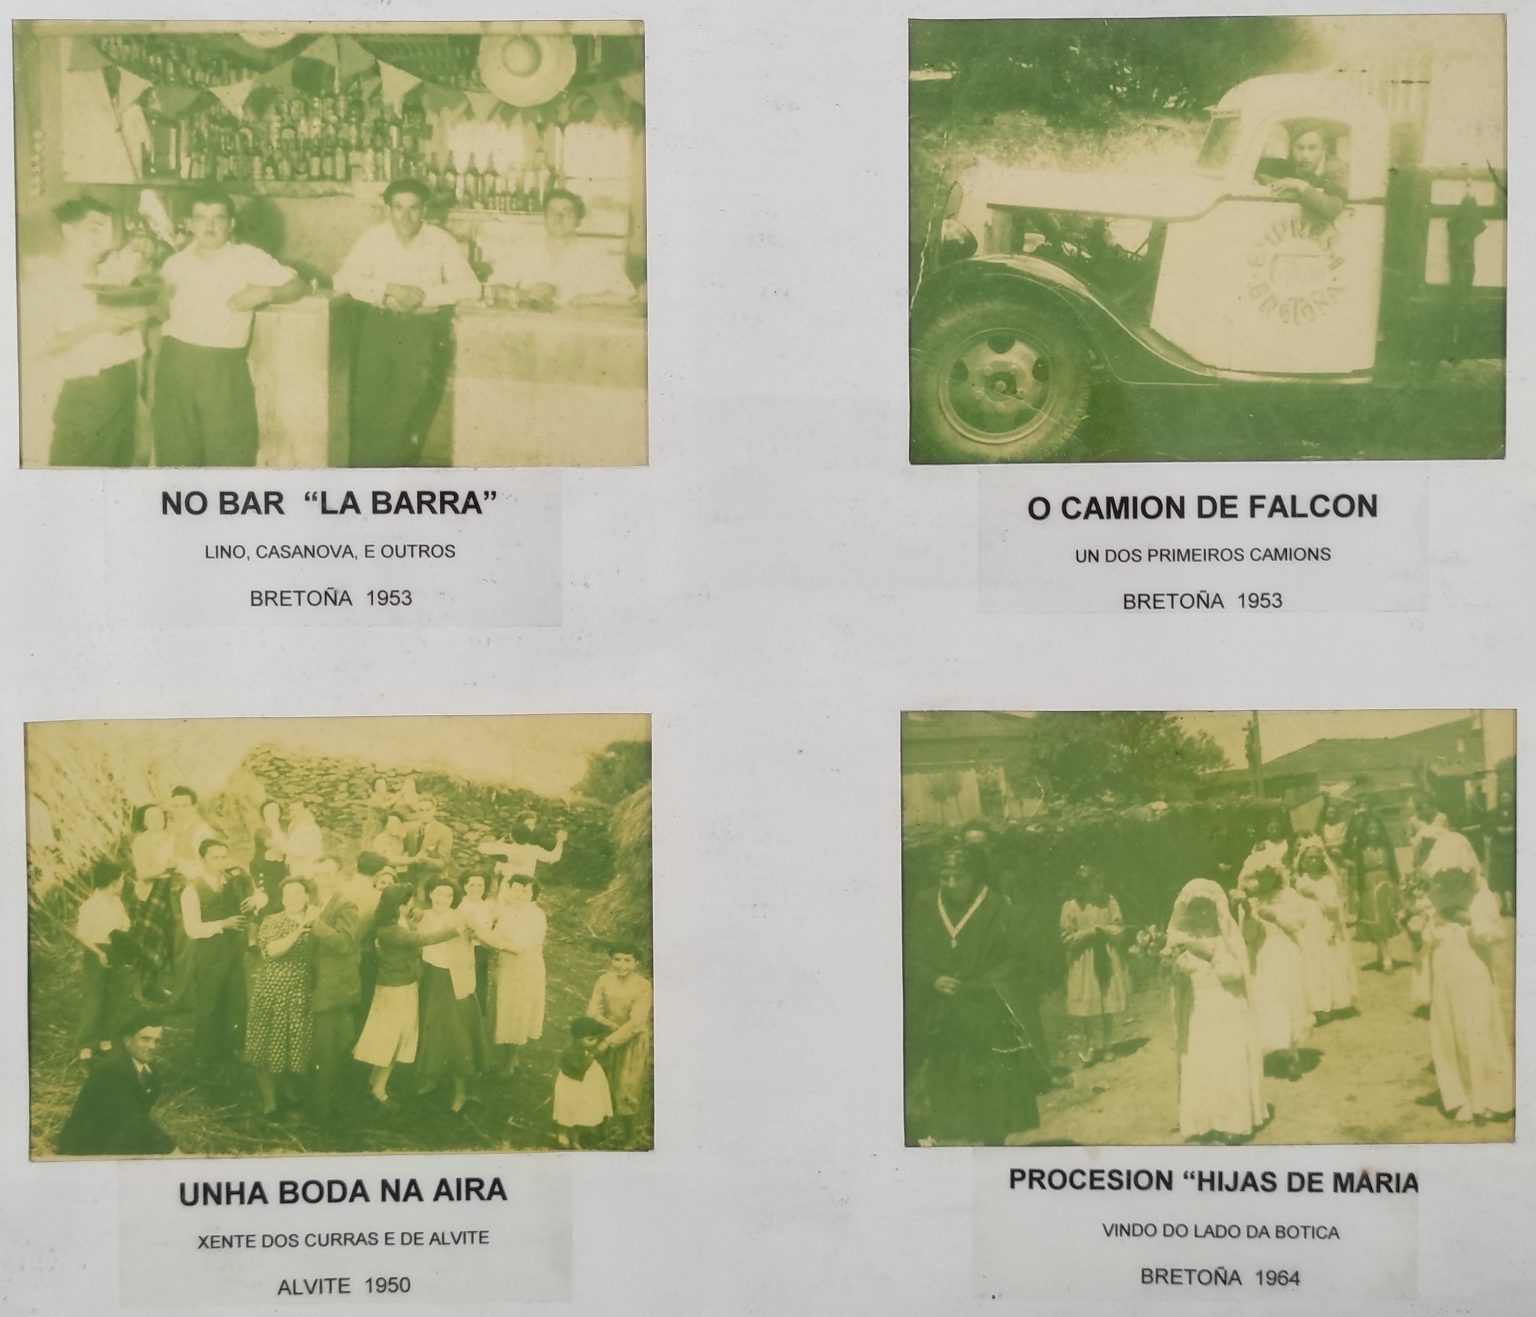 EMPRESA
BRETOÑA
NO BAR “LA BARRA”
LINO, CASANOVA, E OUTROS
BRETOÑA 1953
O CAMION DE FALCON
UN DOS PRIMEIROS CAMIONS
BRETOÑA 1953
UNHA BODA NA AIRA
XENTE DOS CURRAS E DE ALVITE
ALVITE 1950
PROCESION “HIJAS DE MARIA
VINDO DO LADO DA BOTICA
BRETOÑA 1964